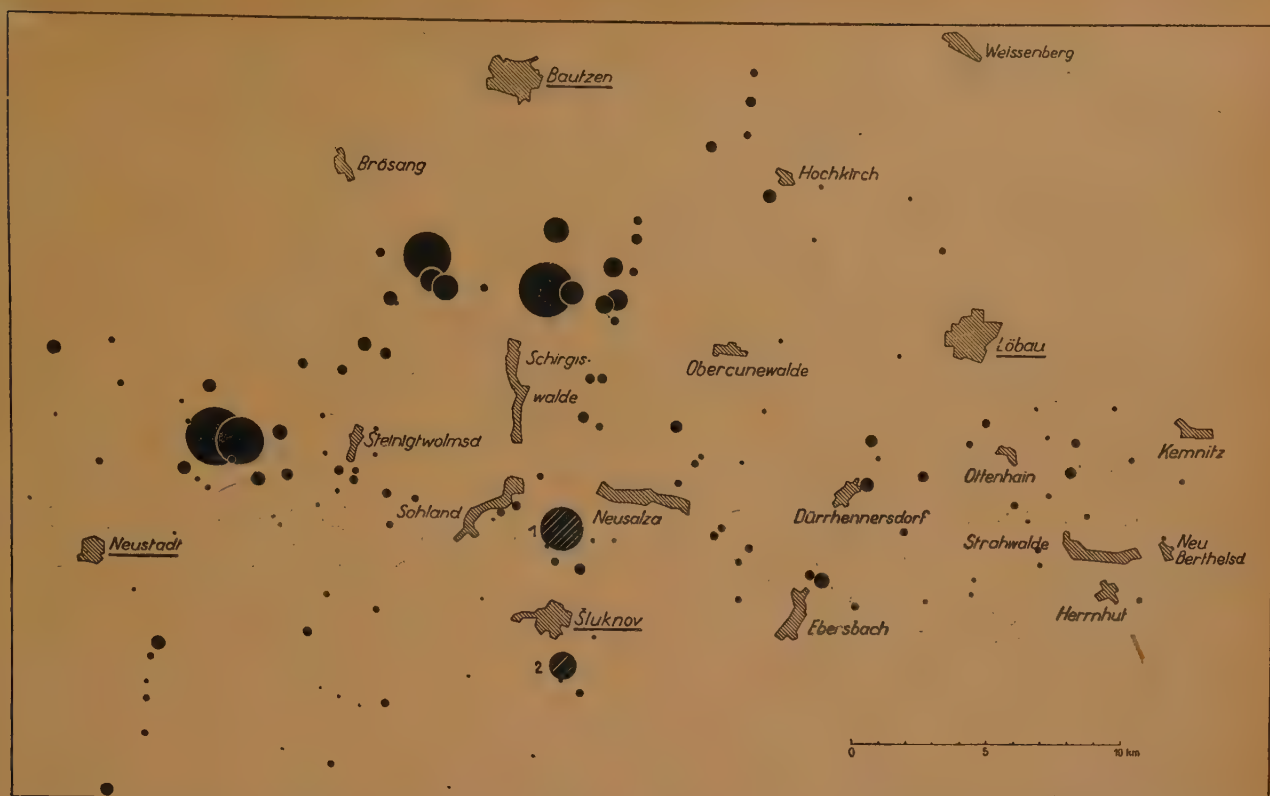 Weissenberg
Bautzen
Brösang
Hochkirch
Löbau
Schirgis-
walde
Obercunewalde
Steinigtwolmsd
Kemnitz
Ottenhain
Sohland
1
Neusalza
Dürrhennersdorf
Neustadt
Strahwalde
Neu
Berthelsd
Šluknov
Ebersbach
Herrnhut
2
0 5 10 km